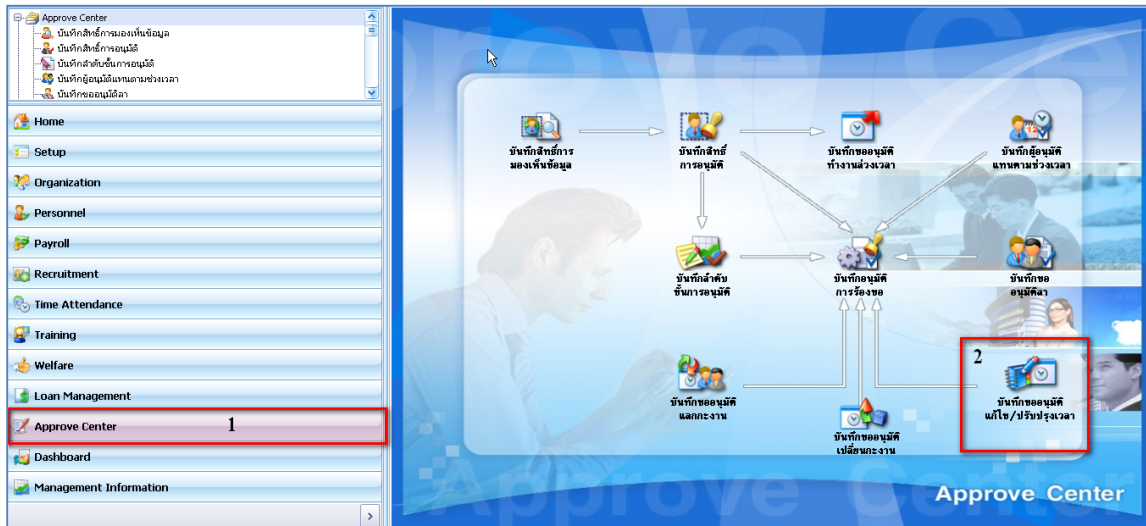 Approve Center
บันทึกสิทธิ์การมองเห็นข้อมูล
บันทึกสิทธิ์การอนุมัติ
บันทึกลำดับขั้นการอนุมัติ
บันทึกผู้อนุมัติแทนตามช่วงเวลา
บันทึกขออนุมัติลา
Home
Setup
Organization
Personnel
Payroll
Recruitment
Time Attendance
Training
Welfare
Loan Management
Approve Center 1
Dashboard
Management Information
Approve Center
บันทึกสิทธิ์การ
มองเห็นข้อมูล
บันทึกสิทธิ์
การอนุมัติ
บันทึกขออนุมัติ
ทำงานล่วงเวลา
บันทึกผู้อนุมัติ
แทนตามช่วงเวลา
บันทึกลำดับ
ขั้นการอนุมัติ
บันทึกอนุมัติ
การร้องขอ
บันทึกขอ
อนุมัติลา
บันทึกขออนุมัติ
แลกกะงาน
บันทึกขออนุมัติ
เปลี่ยนกะงาน
2
บันทึกขออนุมัติ
แก้ไข/ปรับปรุงเวลา
Approve Center
Approve Center